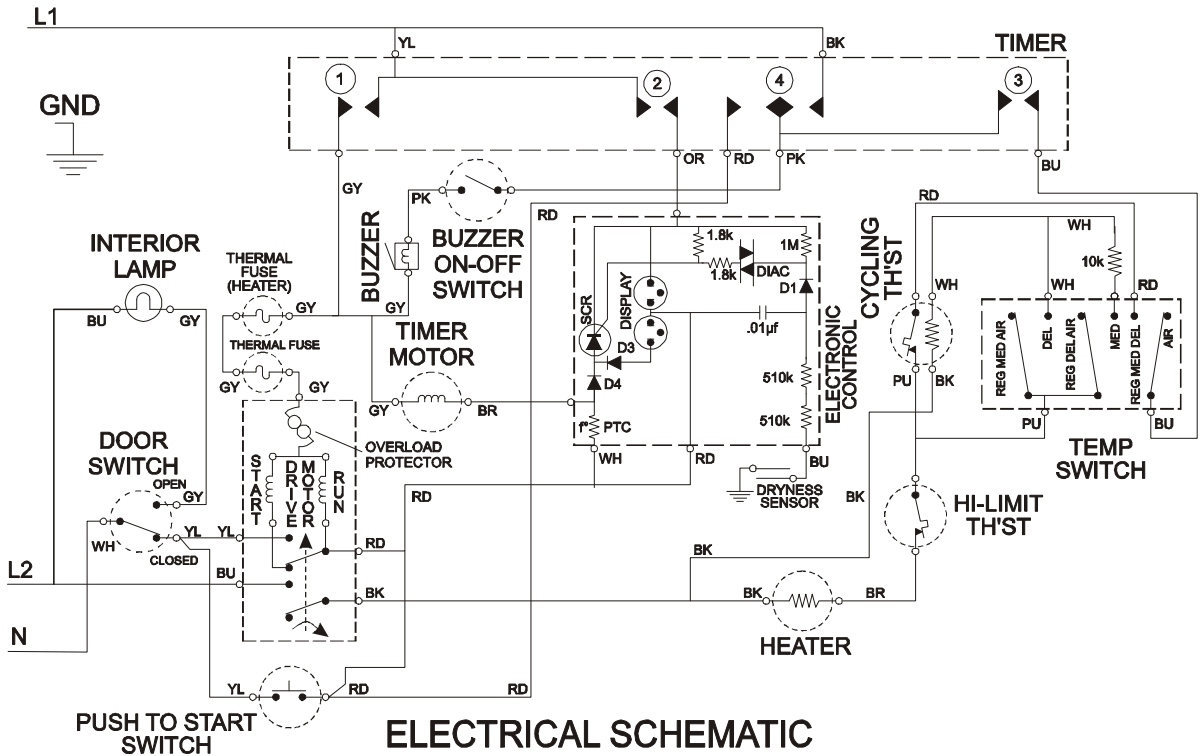 L1
YL
BK
TIMER
1
2
4
3
GND
GY
OR
RD
PK
BU
PK
RD
RD
INTERIOR
LAMP
BU
GY
THERMAL
FUSE
(HEATER)
GY
THERMAL FUSE
GY
GY
BUZZER
GY
BUZZER
ON-OFF
SWITCH
TIMER
MOTOR
GY
BR
1.8k
1M
1.8k
DIAC
D1
SCR
DISPLAY
.01µf
D3
D4
510k
510k
f°
PTC
ELECTRONIC
CONTROL
WH
RD
BU
CYCLING
TH'ST
WH
PU
BK
WH
10k
WH
RD
REG MED AIR
DEL
REG DEL AIR
MED
REG MED DEL
AIR
PU
BU
TEMP
SWITCH
OVERLOAD
PROTECTOR
START
DRIVE
MOTOR
RUN
DOOR
SWITCH
OPEN
GY
YL
YL
CLOSED
WH
RD
DRYNESS
SENSOR
BK
HI-LIMIT
TH'ST
L2
BU
RD
BK
BK
BK
BR
HEATER
N
YL
RD
RD
PUSH TO START
SWITCH
ELECTRICAL SCHEMATIC